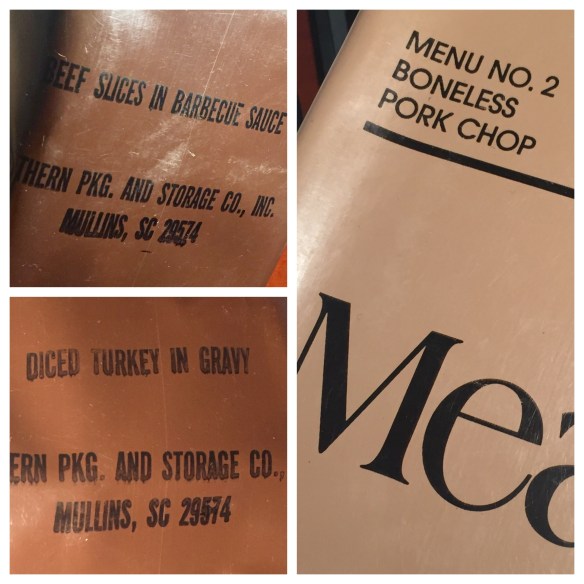 BEEF SLICES IN BARBECUE SAUCE
THERN PKG. AND STORAGE CO., INC.
MULLINS, SC 29574
DICED TURKEY IN GRAVY
ERN PKG. AND STORAGE CO.,
MULLINS, SC 29574
MENU NO. 2
BONELESS
PORK CHOP
Mea